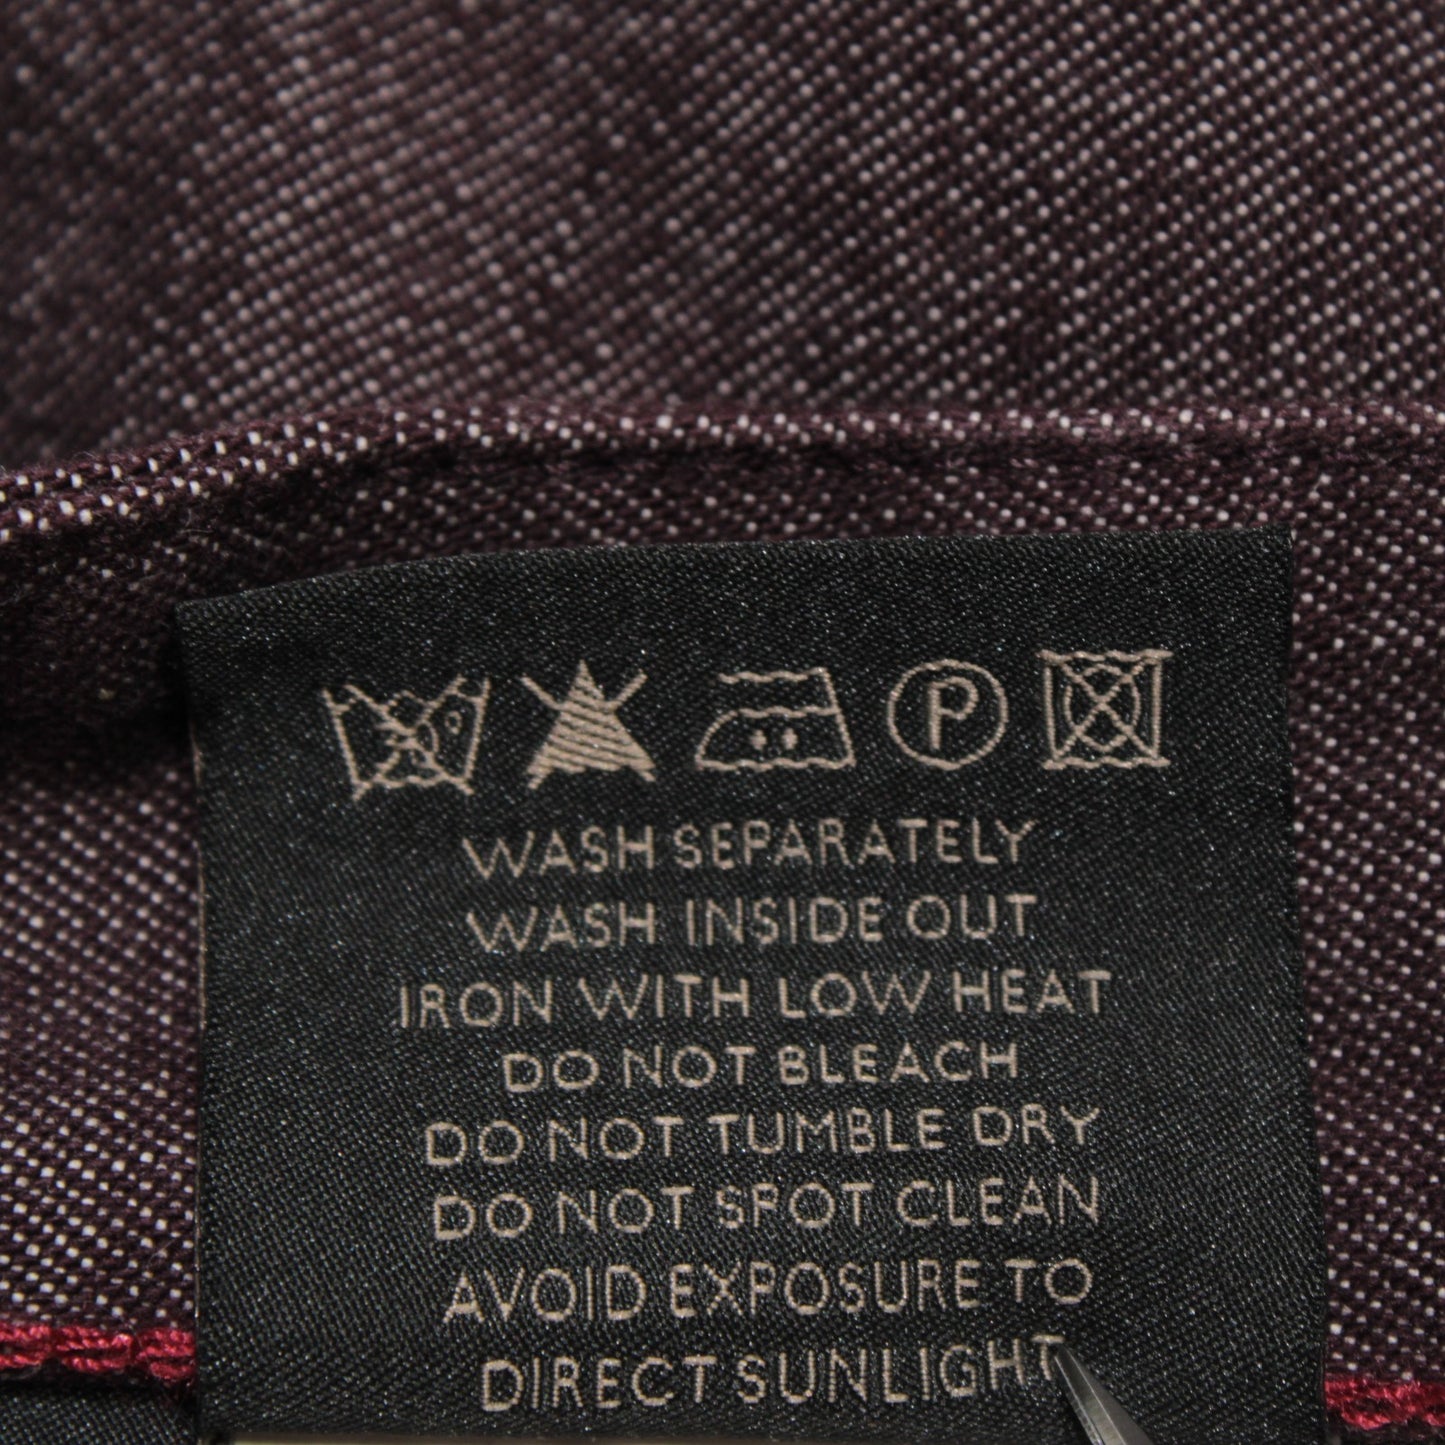 P
WASH SEPARATELY
WASH INSIDE OUT
IRON WITH LOW HEAT
DO NOT BLEACH
DO NOT TUMBLE DRY
DO NOT SPOT CLEAN
AVOID EXPOSURE TO
DIRECT SUNLIGHT